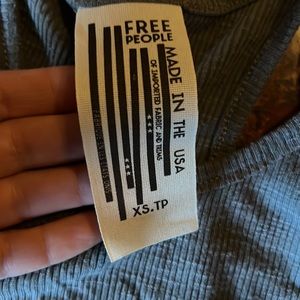 FREE
PEOPLE
MADE IN THE USA
OF IMPORTED FABRIC AND TRIMS
XS.TP